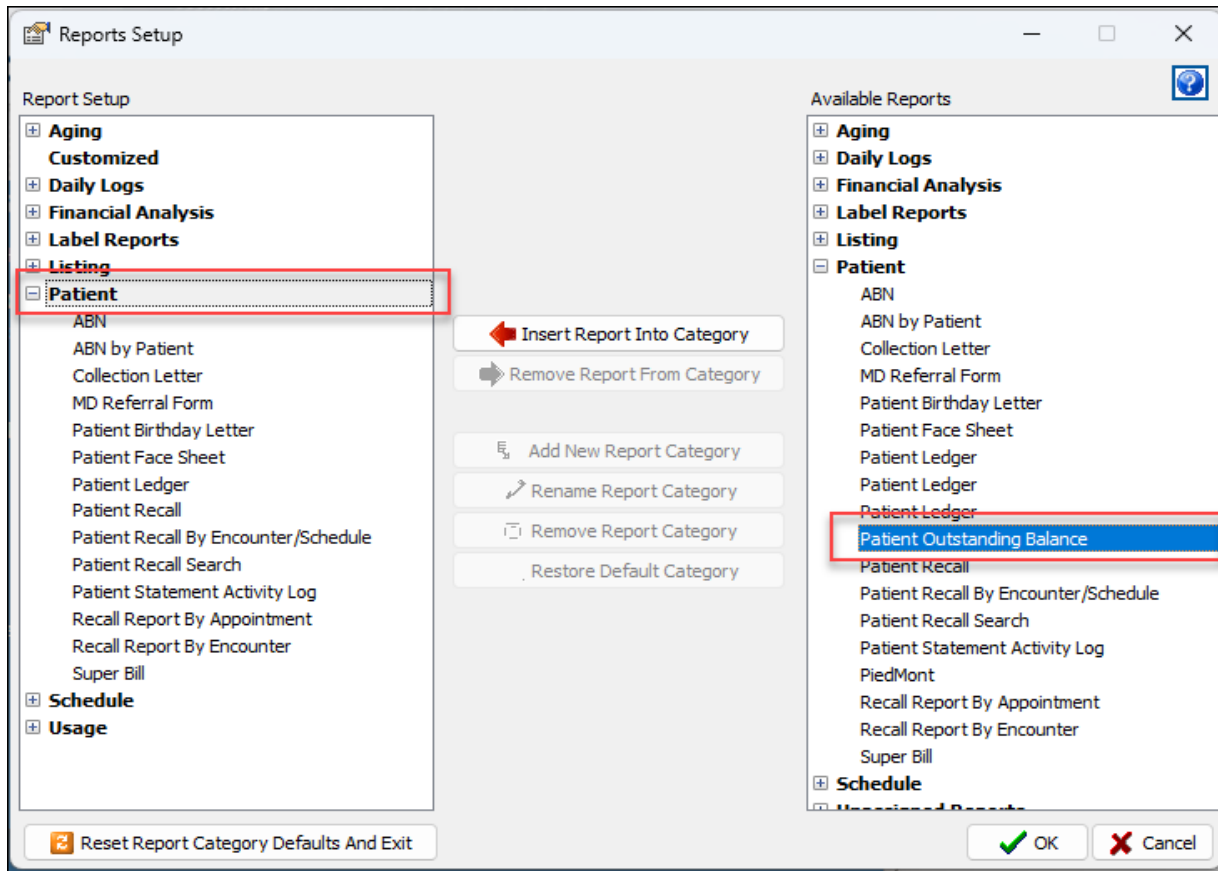 Reports Setup
Report Setup
Aging
Customized
Daily Logs
Financial Analysis
Label Reports
Listing
Patient
ABN
ABN by Patient
Collection Letter
MD Referral Form
Patient Birthday Letter
Patient Face Sheet
Patient Ledger
Patient Recall
Patient Recall By Encounter/Schedule
Patient Recall Search
Patient Statement Activity Log
Recall Report By Appointment
Recall Report By Encounter
Super Bill
Schedule
Usage
Reset Report Category Defaults And Exit
Insert Report Into Category
Remove Report From Category
Add New Report Category
Rename Report Category
Remove Report Category
Restore Default Category
Available Reports
Aging
Daily Logs
Financial Analysis
Label Reports
Listing
Patient
ABN
ABN by Patient
Collection Letter
MD Referral Form
Patient Birthday Letter
Patient Face Sheet
Patient Ledger
Patient Ledger
Patient Ledger
Patient Outstanding Balance
Patient Recall
Patient Recall By Encounter/Schedule
Patient Recall Search
Patient Statement Activity Log
PiedMont
Recall Report By Appointment
Recall Report By Encounter
Super Bill
Schedule
Unassigned Reports
OK
Cancel